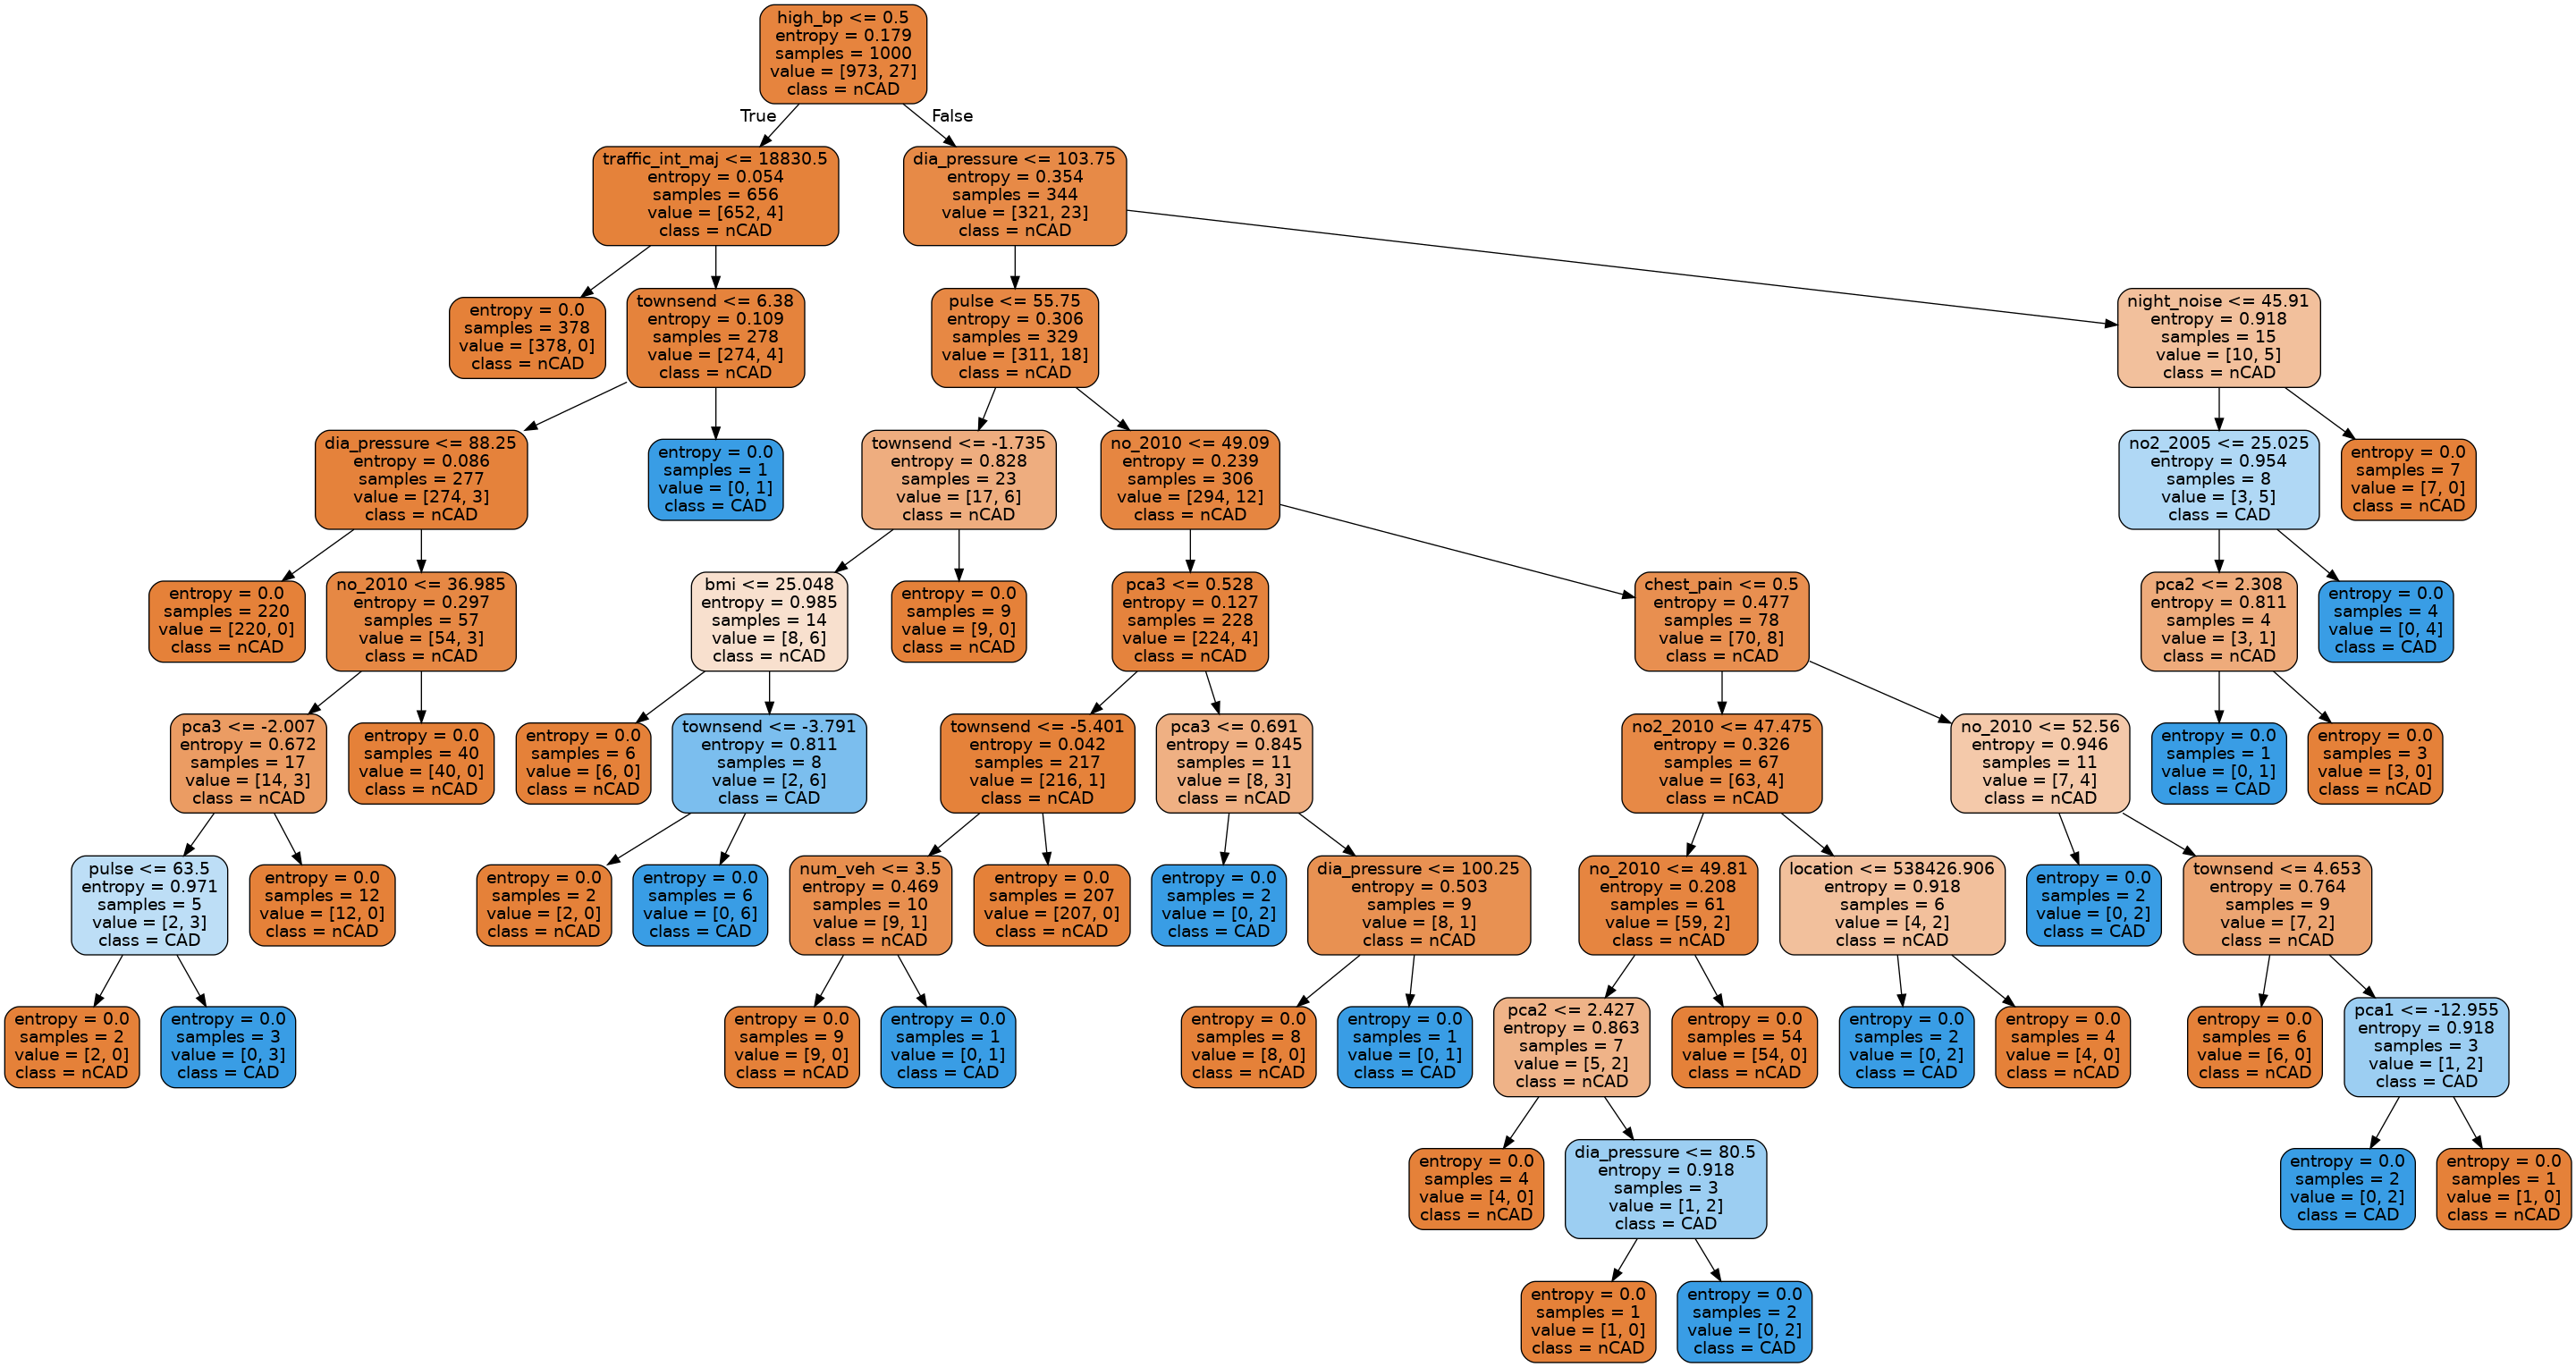 high_bp <= 0.5
entropy = 0.179
samples = 1000
value = [973, 27]
class = nCAD
True
False
traffic_int_maj <= 18830.5
entropy = 0.054
samples = 656
value = [652, 4]
class = nCAD
dia_pressure <= 103.75
entropy = 0.354
samples = 344
value = [321, 23]
class = nCAD
entropy = 0.0
samples = 378
value = [378, 0]
class = nCAD
townsend <= 6.38
entropy = 0.109
samples = 278
value = [274, 4]
class = nCAD
pulse <= 55.75
entropy = 0.306
samples = 329
value = [311, 18]
class = nCAD
night_noise <= 45.91
entropy = 0.918
samples = 15
value = [10, 5]
class = nCAD
dia_pressure <= 88.25
entropy = 0.086
samples = 277
value = [274, 3]
class = nCAD
entropy = 0.0
samples = 1
value = [0, 1]
class = CAD
townsend <= -1.735
entropy = 0.828
samples = 23
value = [17, 6]
class = nCAD
no_2010 <= 49.09
entropy = 0.239
samples = 306
value = [294, 12]
class = nCAD
no2_2005 <= 25.025
entropy = 0.954
samples = 8
value = [3, 5]
class = CAD
entropy = 0.0
samples = 7
value = [7, 0]
class = nCAD
entropy = 0.0
samples = 220
value = [220, 0]
class = nCAD
no_2010 <= 36.985
entropy = 0.297
samples = 57
value = [54, 3]
class = nCAD
bmi <= 25.048
entropy = 0.985
samples = 14
value = [8, 6]
class = nCAD
entropy = 0.0
samples = 9
value = [9, 0]
class = nCAD
pca3 <= 0.528
entropy = 0.127
samples = 228
value = [224, 4]
class = nCAD
chest_pain <= 0.5
entropy = 0.477
samples = 78
value = [70, 8]
class = nCAD
pca2 <= 2.308
entropy = 0.811
samples = 4
value = [3, 1]
class = nCAD
entropy = 0.0
samples = 4
value = [0, 4]
class = CAD
pca3 <= -2.007
entropy = 0.672
samples = 17
value = [14, 3]
class = nCAD
entropy = 0.0
samples = 40
value = [40, 0]
class = nCAD
entropy = 0.0
samples = 6
value = [6, 0]
class = nCAD
townsend <= -3.791
entropy = 0.811
samples = 8
value = [2, 6]
class = CAD
townsend <= -5.401
entropy = 0.042
samples = 217
value = [216, 1]
class = nCAD
pca3 <= 0.691
entropy = 0.845
samples = 11
value = [8, 3]
class = nCAD
no2_2010 <= 47.475
entropy = 0.326
samples = 67
value = [63, 4]
class = nCAD
no_2010 <= 52.56
entropy = 0.946
samples = 11
value = [7, 4]
class = nCAD
entropy = 0.0
samples = 1
value = [0, 1]
class = CAD
entropy = 0.0
samples = 3
value = [3, 0]
class = nCAD
pulse <= 63.5
entropy = 0.971
samples = 5
value = [2, 3]
class = CAD
entropy = 0.0
samples = 12
value = [12, 0]
class = nCAD
entropy = 0.0
samples = 2
value = [2, 0]
class = nCAD
entropy = 0.0
samples = 6
value = [0, 6]
class = CAD
num_veh <= 3.5
entropy = 0.469
samples = 10
value = [9, 1]
class = nCAD
entropy = 0.0
samples = 207
value = [207, 0]
class = nCAD
entropy = 0.0
samples = 2
value = [0, 2]
class = CAD
dia_pressure <= 100.25
entropy = 0.503
samples = 9
value = [8, 1]
class = nCAD
no_2010 <= 49.81
entropy = 0.208
samples = 61
value = [59, 2]
class = nCAD
location <= 538426.906
entropy = 0.918
samples = 6
value = [4, 2]
class = nCAD
entropy = 0.0
samples = 2
value = [0, 2]
class = CAD
townsend <= 4.653
entropy = 0.764
samples = 9
value = [7, 2]
class = nCAD
entropy = 0.0
samples = 2
value = [2, 0]
class = nCAD
entropy = 0.0
samples = 3
value = [0, 3]
class = CAD
entropy = 0.0
samples = 9
value = [9, 0]
class = nCAD
entropy = 0.0
samples = 1
value = [0, 1]
class = CAD
entropy = 0.0
samples = 8
value = [8, 0]
class = nCAD
entropy = 0.0
samples = 1
value = [0, 1]
class = CAD
pca2 <= 2.427
entropy = 0.863
samples = 7
value = [5, 2]
class = nCAD
entropy = 0.0
samples = 54
value = [54, 0]
class = nCAD
entropy = 0.0
samples = 2
value = [0, 2]
class = CAD
entropy = 0.0
samples = 4
value = [4, 0]
class = nCAD
entropy = 0.0
samples = 6
value = [6, 0]
class = nCAD
pca1 <= -12.955
entropy = 0.918
samples = 3
value = [1, 2]
class = CAD
entropy = 0.0
samples = 4
value = [4, 0]
class = nCAD
dia_pressure <= 80.5
entropy = 0.918
samples = 3
value = [1, 2]
class = CAD
entropy = 0.0
samples = 2
value = [0, 2]
class = CAD
entropy = 0.0
samples = 1
value = [1, 0]
class = nCAD
entropy = 0.0
samples = 1
value = [1, 0]
class = nCAD
entropy = 0.0
samples = 2
value = [0, 2]
class = CAD